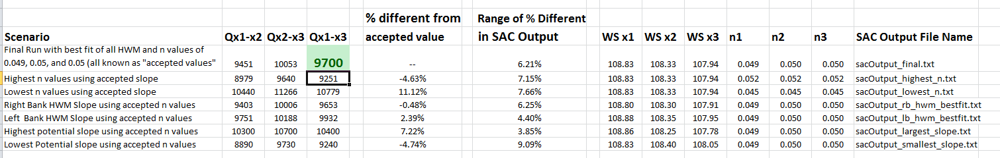 % different from Range of % Different
Scenario Qx1-x2 Qx2-x3 Qx1-x3 accepted value in SAC Output WS x1 WS x2 WS x3 n1 n2 n3 SAC Output File Name
Final Run with best fit of all HWM and n values of
0.049, 0.05, and 0.05 (all known as "accepted values" 9451 10053 9700 -- 6.21% 108.83 108.33 107.94 0.049 0.050 0.050 sacOutput_final.txt
Highest n values using accepted slope 8979 9640 9251 -4.63% 7.15% 108.83 108.33 107.94 0.052 0.052 0.052 sacOutput_highest_n.txt
Lowest n values using accepted slope 10440 11266 10779 11.12% 7.66% 108.83 108.33 107.94 0.045 0.045 0.045 sacOutput_lowest_n.txt
Right Bank HWM Slope using accepted n values 9403 10006 9653 -0.48% 6.25% 108.80 108.30 107.91 0.049 0.050 0.050 sacOutput_rb_hwm_bestfit.txt
Left Bank HWM Slope using accepted n values 9751 10188 9932 2.39% 4.40% 108.88 108.35 107.95 0.049 0.050 0.050 sacOutput_lb_hwm_bestfit.txt
Highest potential slope using accepted n values 10300 10700 10400 7.22% 3.85% 108.86 108.25 107.78 0.049 0.050 0.050 sacOutput_largest_slope.txt
Lowest Potential slope using accepted n values 8890 9730 9240 -4.74% 9.09% 108.83 108.40 108.05 0.049 0.050 0.050 sacOutput_smallest_slope.txt